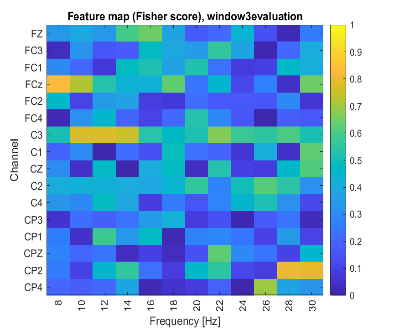 Feature map (Fisher score), window3evaluation
FZ
FC3
FC1
FCz
FC2
FC4
C3
C1
CZ
C2
C4
CP3
CP1
CPZ
CP2
CP4
Channel
8 10 12 14 16 18 20 22 24 26 28 30
Frequency [Hz]
1
0.9
0.8
0.7
0.6
0.5
0.4
0.3
0.2
0.1
0